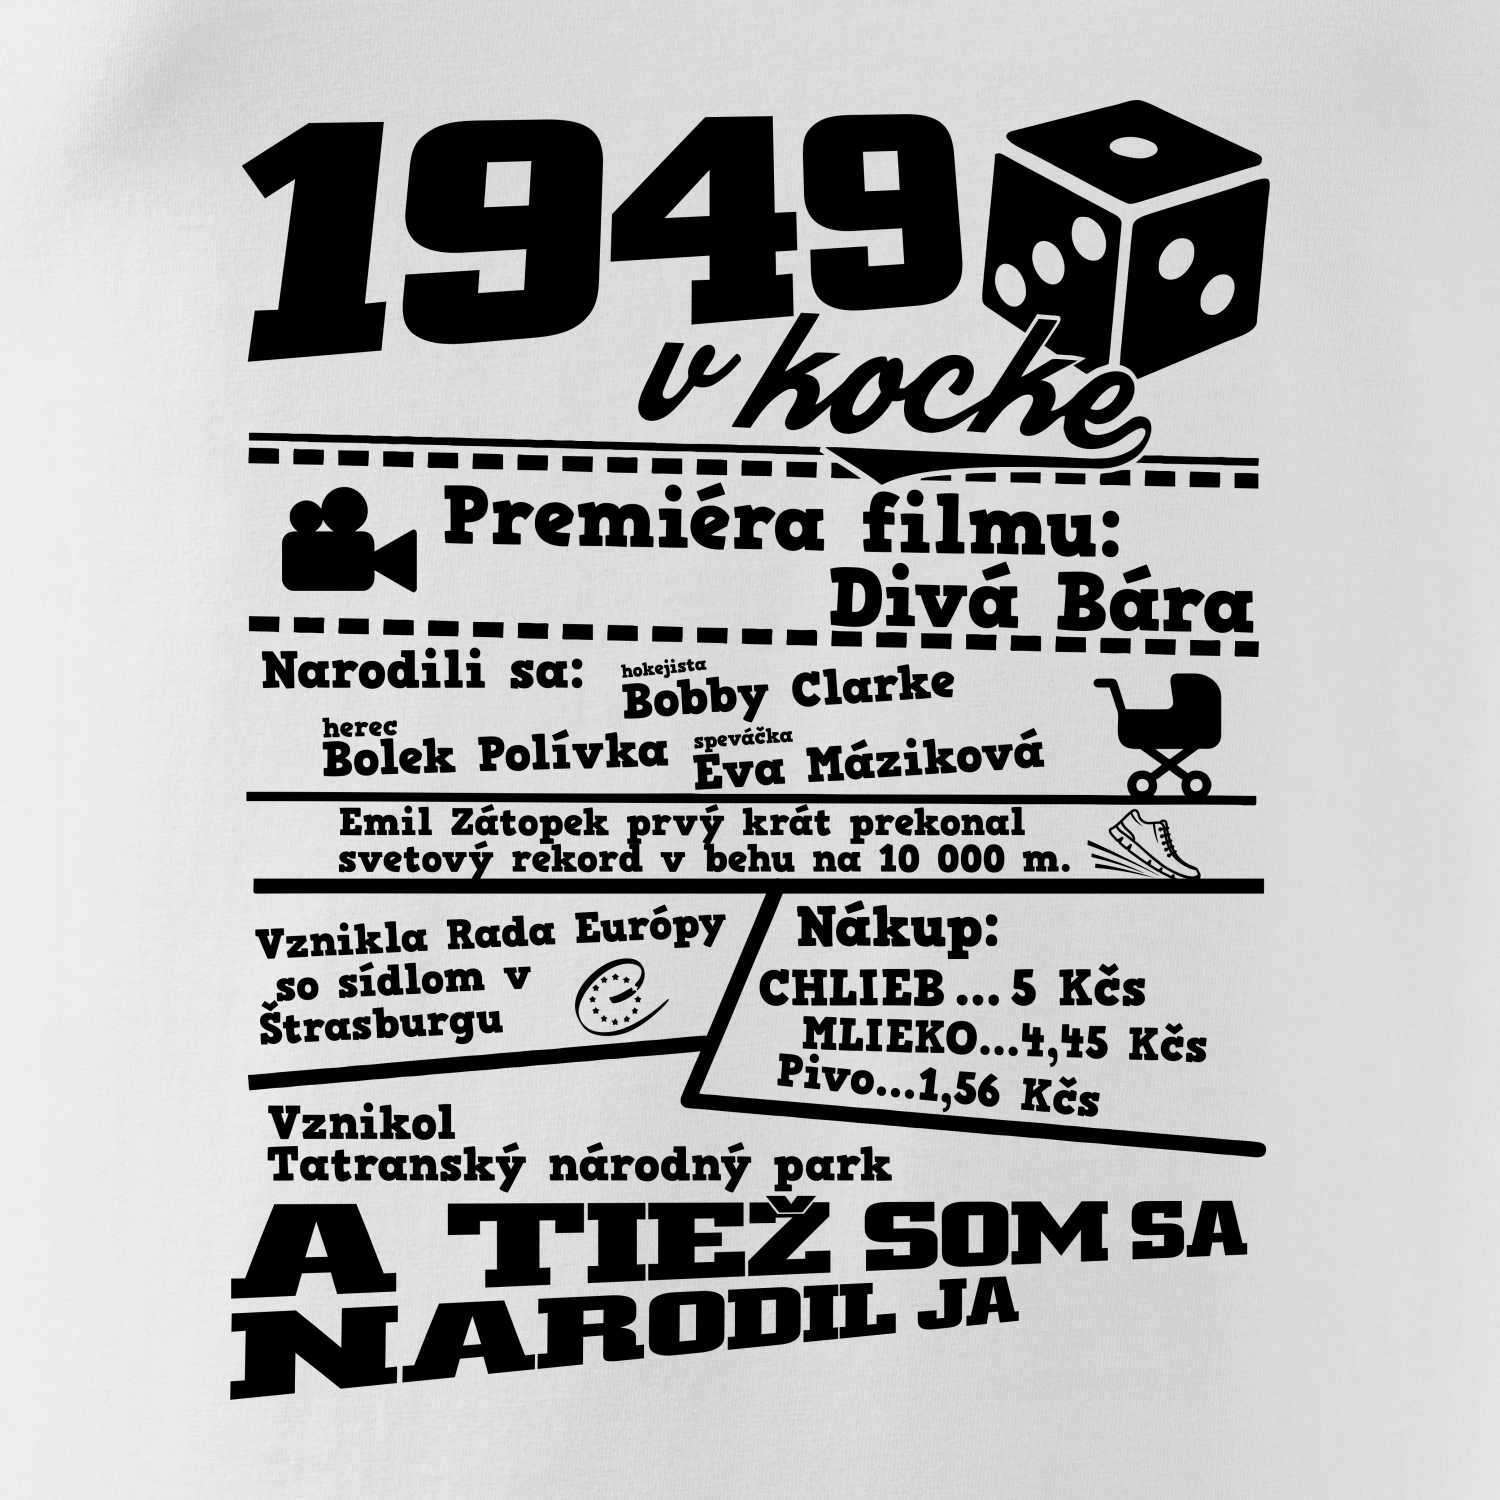 1949
v kocke
Premiéra filmu:
Divá Bára
Narodili sa:
hokejista
Bobby Clarke
herec
Bolek Polívka
speváčka
Eva Máziková
Emil Zátopek prvý krát prekonal
svetový rekord v behu na 10 000 m.
Vznikla Rada Európy
so sídlom v
Štrasburgu
Nákup:
CHLIEB...5 Kčs
MLIEKO...4,45 Kčs
Pivo...1,56 Kčs
Vznikol
Tatranský národný park
A TIEŽ SOM SA
NARODIL JA